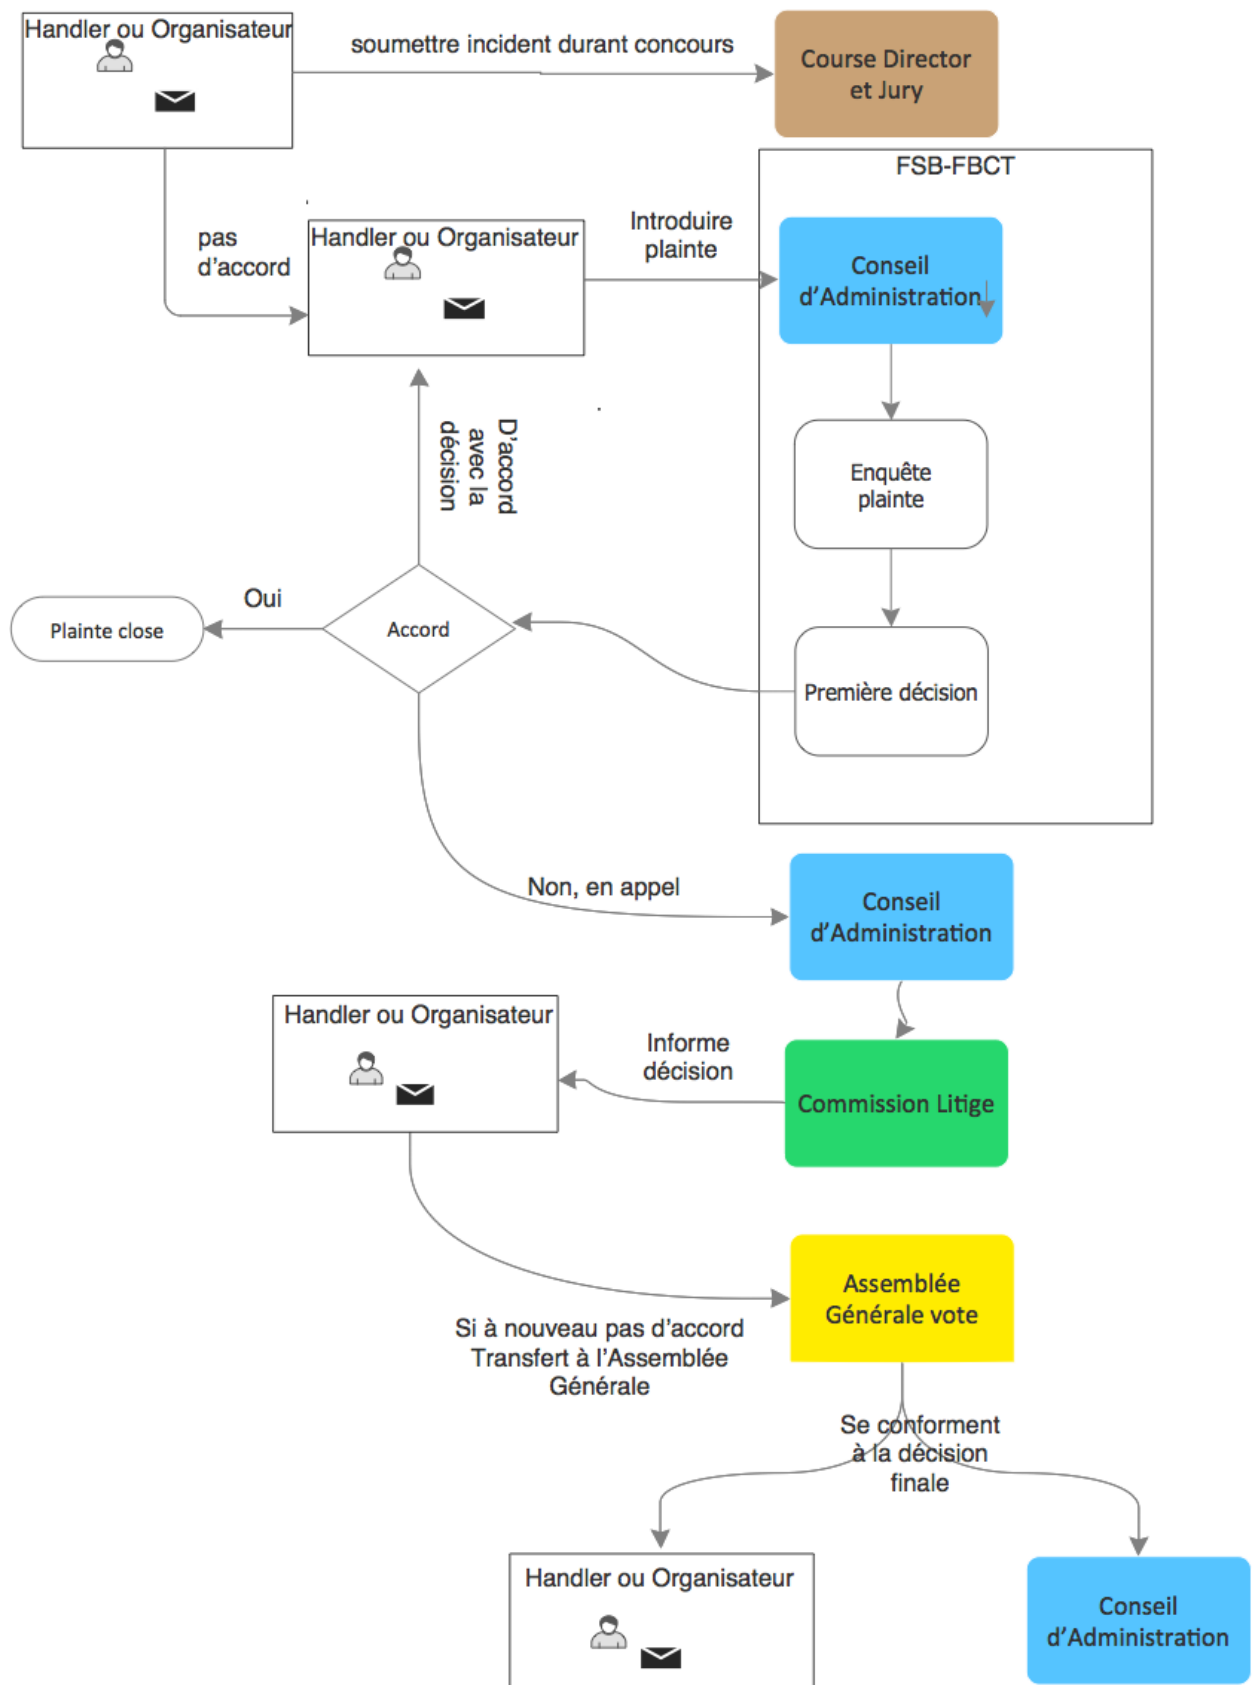 Handler ou Organisateur
soumettre incident durant concours
Course Director
et Jury
FSB-FBCT
pas
d'accord
Handler ou Organisateur
Introduire
plainte
Conseil
d'Administration
D'accord
avec la
décision
Enquête
plainte
Oui
Plainte close
Accord
Première décision
Non, en appel
Conseil
d'Administration
Handler ou Organisateur
Informe
décision
Commission Litige
Assemblée
Générale vote
Si à nouveau pas d'accord
Transfert à l'Assemblée
Générale
Se conforment
à la décision
finale
Handler ou Organisateur
Conseil
d'Administration